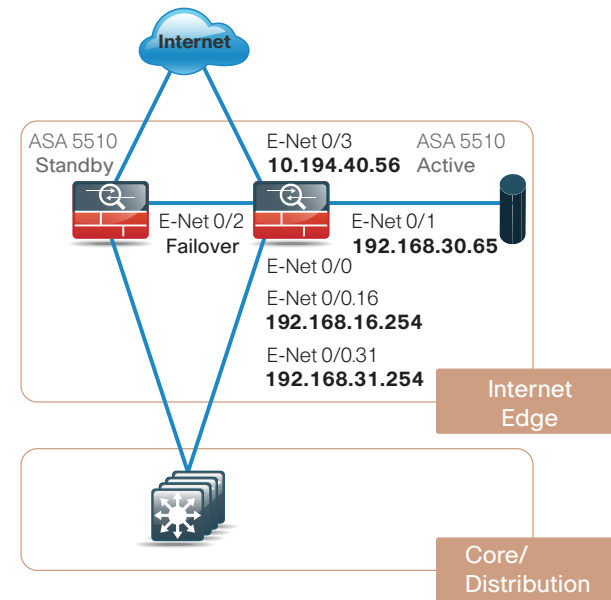 Internet
ASA 5510
Standby
E-Net 0/3
10.194.40.56
ASA 5510
Active
E-Net 0/2
Failover
E-Net 0/1
192.168.30.65
E-Net 0/0
E-Net 0/0.16
192.168.16.254
E-Net 0/0.31
192.168.31.254
Internet
Edge
Core/
Distribution